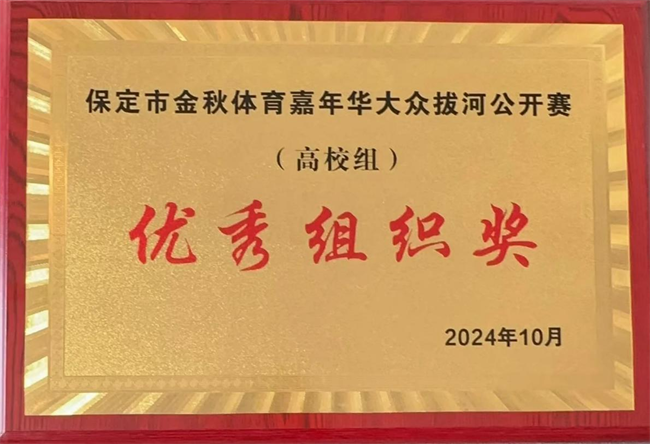 保定市金秋体育嘉年华大众拔河公开赛
（高校组）
优秀组织奖
2024年10月